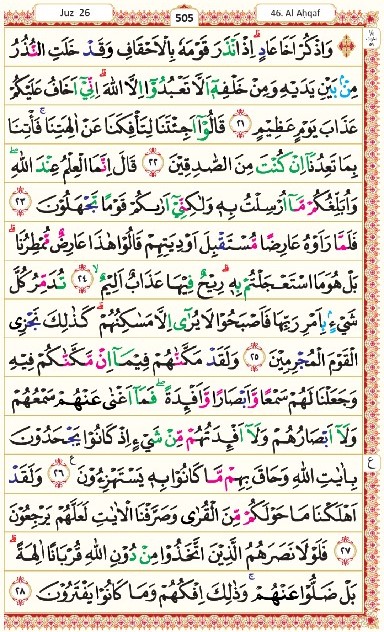 Juz 26 505 46. Al Ahqaf
وَاذْكُرْ اَخَا عَادٍۗ اِذْ اَنْذَرَ قَوْمَهٗ بِالْاَحْقَافِ وَقَدْ خَلَتِ النُّذُرُ
مِنْۢ بَيْنِ يَدَيْهِ وَمِنْ خَلْفِهٖٓ اَلَّا تَعْبُدُوْٓا اِلَّا اللّٰهَ ۗ اِنِّيْٓ اَخَافُ عَلَيْكُمْ
عَذَابَ يَوْمٍ عَظِيْمٍ ٢١ قَالُوْٓا اَجِئْتَنَا لِتَأْفِكَنَا عَنْ اٰلِهَتِنَاۚ فَأْتِنَا
بِمَا تَعِدُنَآ اِنْ كُنْتَ مِنَ الصّٰدِقِيْنَ ٢٢ قَالَ اِنَّمَا الْعِلْمُ عِنْدَ اللّٰهِ ۖ
وَاُبَلِّغُكُمْ مَّآ اُرْسِلْتُ بِهٖ وَلٰكِنِّيْٓ اَرٰىكُمْ قَوْمًا تَجْهَلُوْنَ ٢٣
فَلَمَّا رَاَوْهُ عَارِضًا مُّسْتَقْبِلَ اَوْدِيَتِهِمْ قَالُوْا هٰذَا عَارِضٌ مُّمْطِرُنَا ۗ
بَلْ هُوَ مَا اسْتَعْجَلْتُمْ بِهٖ ۗ رِيْحٌ فِيْهَا عَذَابٌ اَلِيْمٌۙ ٢٤ تُدَمِّرُ كُلَّ
شَيْءٍۢ بِاَمْرِ رَبِّهَا فَاَصْبَحُوْا لَا يُرٰٓى اِلَّا مَسٰكِنُهُمْۗ كَذٰلِكَ نَجْزِى
الْقَوْمَ الْمُجْرِمِيْنَ ٢٥ وَلَقَدْ مَكَّنّٰهُمْ فِيْمَآ اِنْ مَّكَّنّٰكُمْ فِيْهِ
وَجَعَلْنَا لَهُمْ سَمْعًا وَّاَبْصَارًا وَّاَفْـِٕدَةًۖ فَمَآ اَغْنٰى عَنْهُمْ سَمْعُهُمْ
وَلَآ اَبْصَارُهُمْ وَلَآ اَفْـِٕدَتُهُمْ مِّنْ شَيْءٍ اِذْ كَانُوْا يَجْحَدُوْنَ
بِاٰيٰتِ اللّٰهِ وَحَاقَ بِهِمْ مَّا كَانُوْا بِهٖ يَسْتَهْزِءُوْنَ ࣖ ٢٦ وَلَقَدْ
اَهْلَكْنَا مَا حَوْلَكُمْ مِّنَ الْقُرٰى وَصَرَّفْنَا الْاٰيٰتِ لَعَلَّهُمْ يَرْجِعُوْنَ
٢٧ فَلَوْلَا نَصَرَهُمُ الَّذِيْنَ اتَّخَذُوْا مِنْ دُوْنِ اللّٰهِ قُرْبَانًا اٰلِهَةً ۗ
بَلْ ضَلُّوْا عَنْهُمْۚ وَذٰلِكَ اِفْكُهُمْ وَمَا كَانُوْا يَفْتَرُوْنَ ٢٨
ع